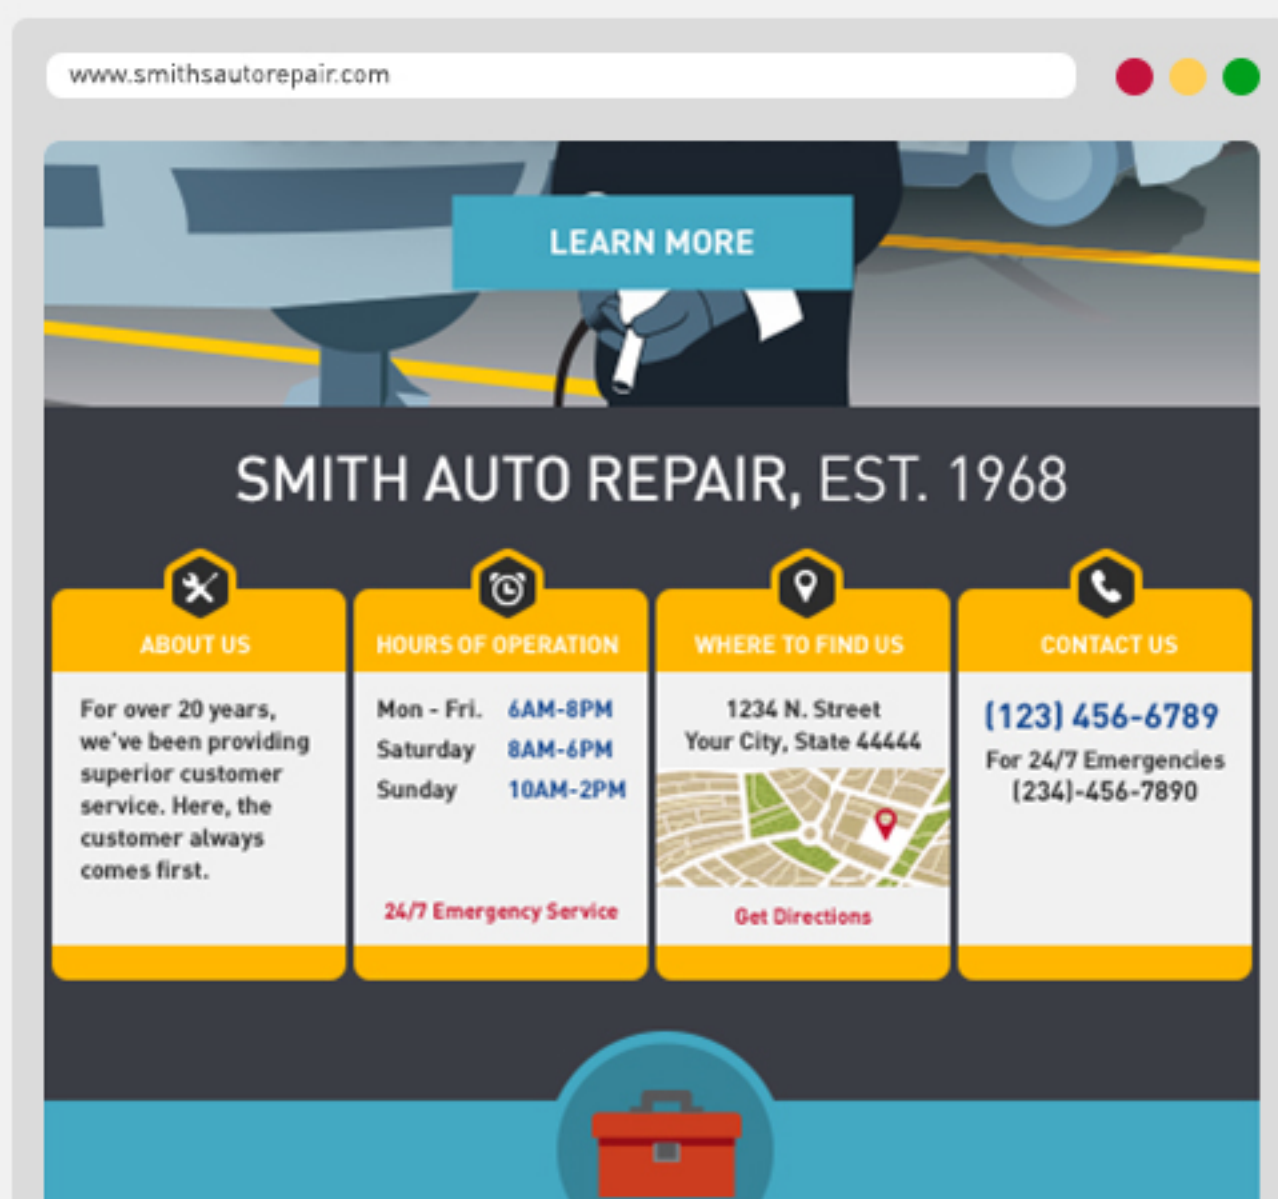 www.smithsautorepair.com
LEARN MORE
SMITH AUTO REPAIR, EST. 1968
ABOUT US
For over 20 years,
we've been providing
superior customer
service. Here, the
customer always
comes first.
HOURS OF OPERATION
Mon - Fri. 6AM-8PM
Saturday 8AM-6PM
Sunday 10AM-2PM
24/7 Emergency Service
WHERE TO FIND US
1234 N. Street
Your City, State 44444
Get Directions
CONTACT US
(123) 456-6789
For 24/7 Emergencies
(234)-456-7890